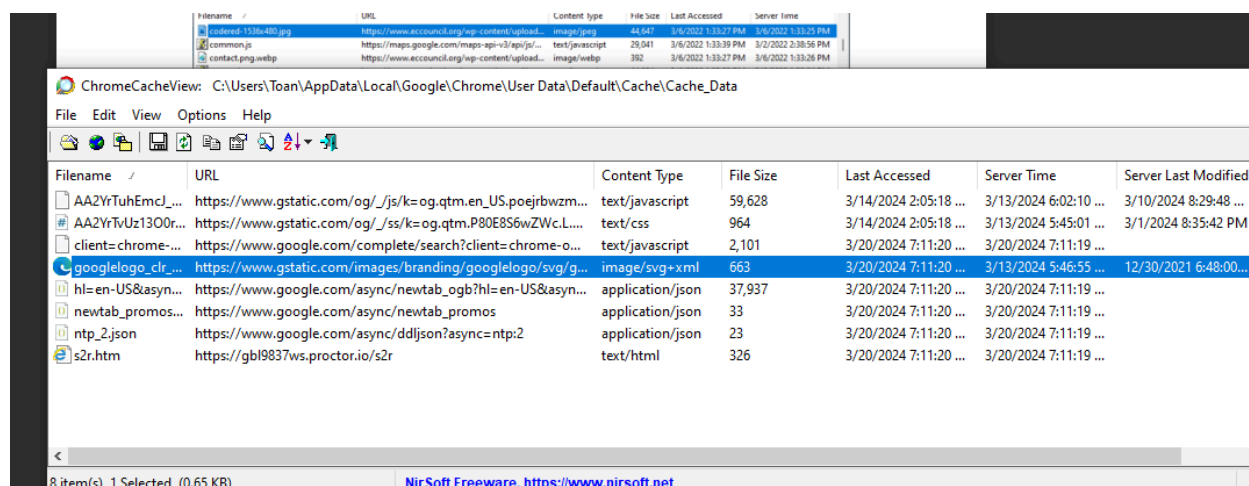 Filename / URL Content Type File Size Last Accessed Server Time
codered-1536x480.jpg https://www.eccouncil.org/wp-content/upload... image/jpeg 44,647 3/6/2022 1:33:27 PM 3/6/2022 1:33:25 PM
common.js https://maps.google.com/maps-api-v3/api/js/... text/javascript 29,041 3/6/2022 1:33:39 PM 3/2/2022 2:38:56 PM
contact.png.webp https://www.eccouncil.org/wp-content/upload... image/webp 392 3/6/2022 1:33:27 PM 3/6/2022 1:33:26 PM
ChromeCacheView: C:\Users\Toan\AppData\Local\Google\Chrome\User Data\Default\Cache\Cache_Data
File Edit View Options Help
Filename / URL Content Type File Size Last Accessed Server Time Server Last Modified
AA2YrTuhEmcJ_... https://www.gstatic.com/og/_/js/k=og.qtm.en_US.poejrbwzm... text/javascript 59,628 3/14/2024 2:05:18 ... 3/13/2024 6:02:10 ... 3/10/2024 8:29:48 ...
AA2YrTvUz13O0r... https://www.gstatic.com/og/_/ss/k=og.qtm.P80E8S6wZWc.L.... text/css 964 3/14/2024 2:05:18 ... 3/13/2024 5:45:01 ... 3/1/2024 8:35:42 PM
client=chrome-... https://www.google.com/complete/search?client=chrome-o... text/javascript 2,101 3/20/2024 7:11:20 ... 3/20/2024 7:11:19 ...
googlelogo_clr_... https://www.gstatic.com/images/branding/googlelogo/svg/g... image/svg+xml 663 3/20/2024 7:11:20 ... 3/13/2024 5:46:55 ... 12/30/2021 6:48:00...
hl=en-US&asyn... https://www.google.com/async/newtab_ogb?hl=en-US&asyn... application/json 37,937 3/20/2024 7:11:20 ... 3/20/2024 7:11:19 ...
newtab_promos... https://www.google.com/async/newtab_promos application/json 33 3/20/2024 7:11:20 ... 3/20/2024 7:11:19 ...
ntp_2.json https://www.google.com/async/ddljson?async=ntp:2 application/json 23 3/20/2024 7:11:20 ... 3/20/2024 7:11:19 ...
s2r.htm https://gbl9837ws.proctor.io/s2r text/html 326 3/20/2024 7:11:20 ... 3/20/2024 7:11:19 ...
8 item(s), 1 Selected (0.65 KB) NirSoft Freeware. https://www.nirsoft.net